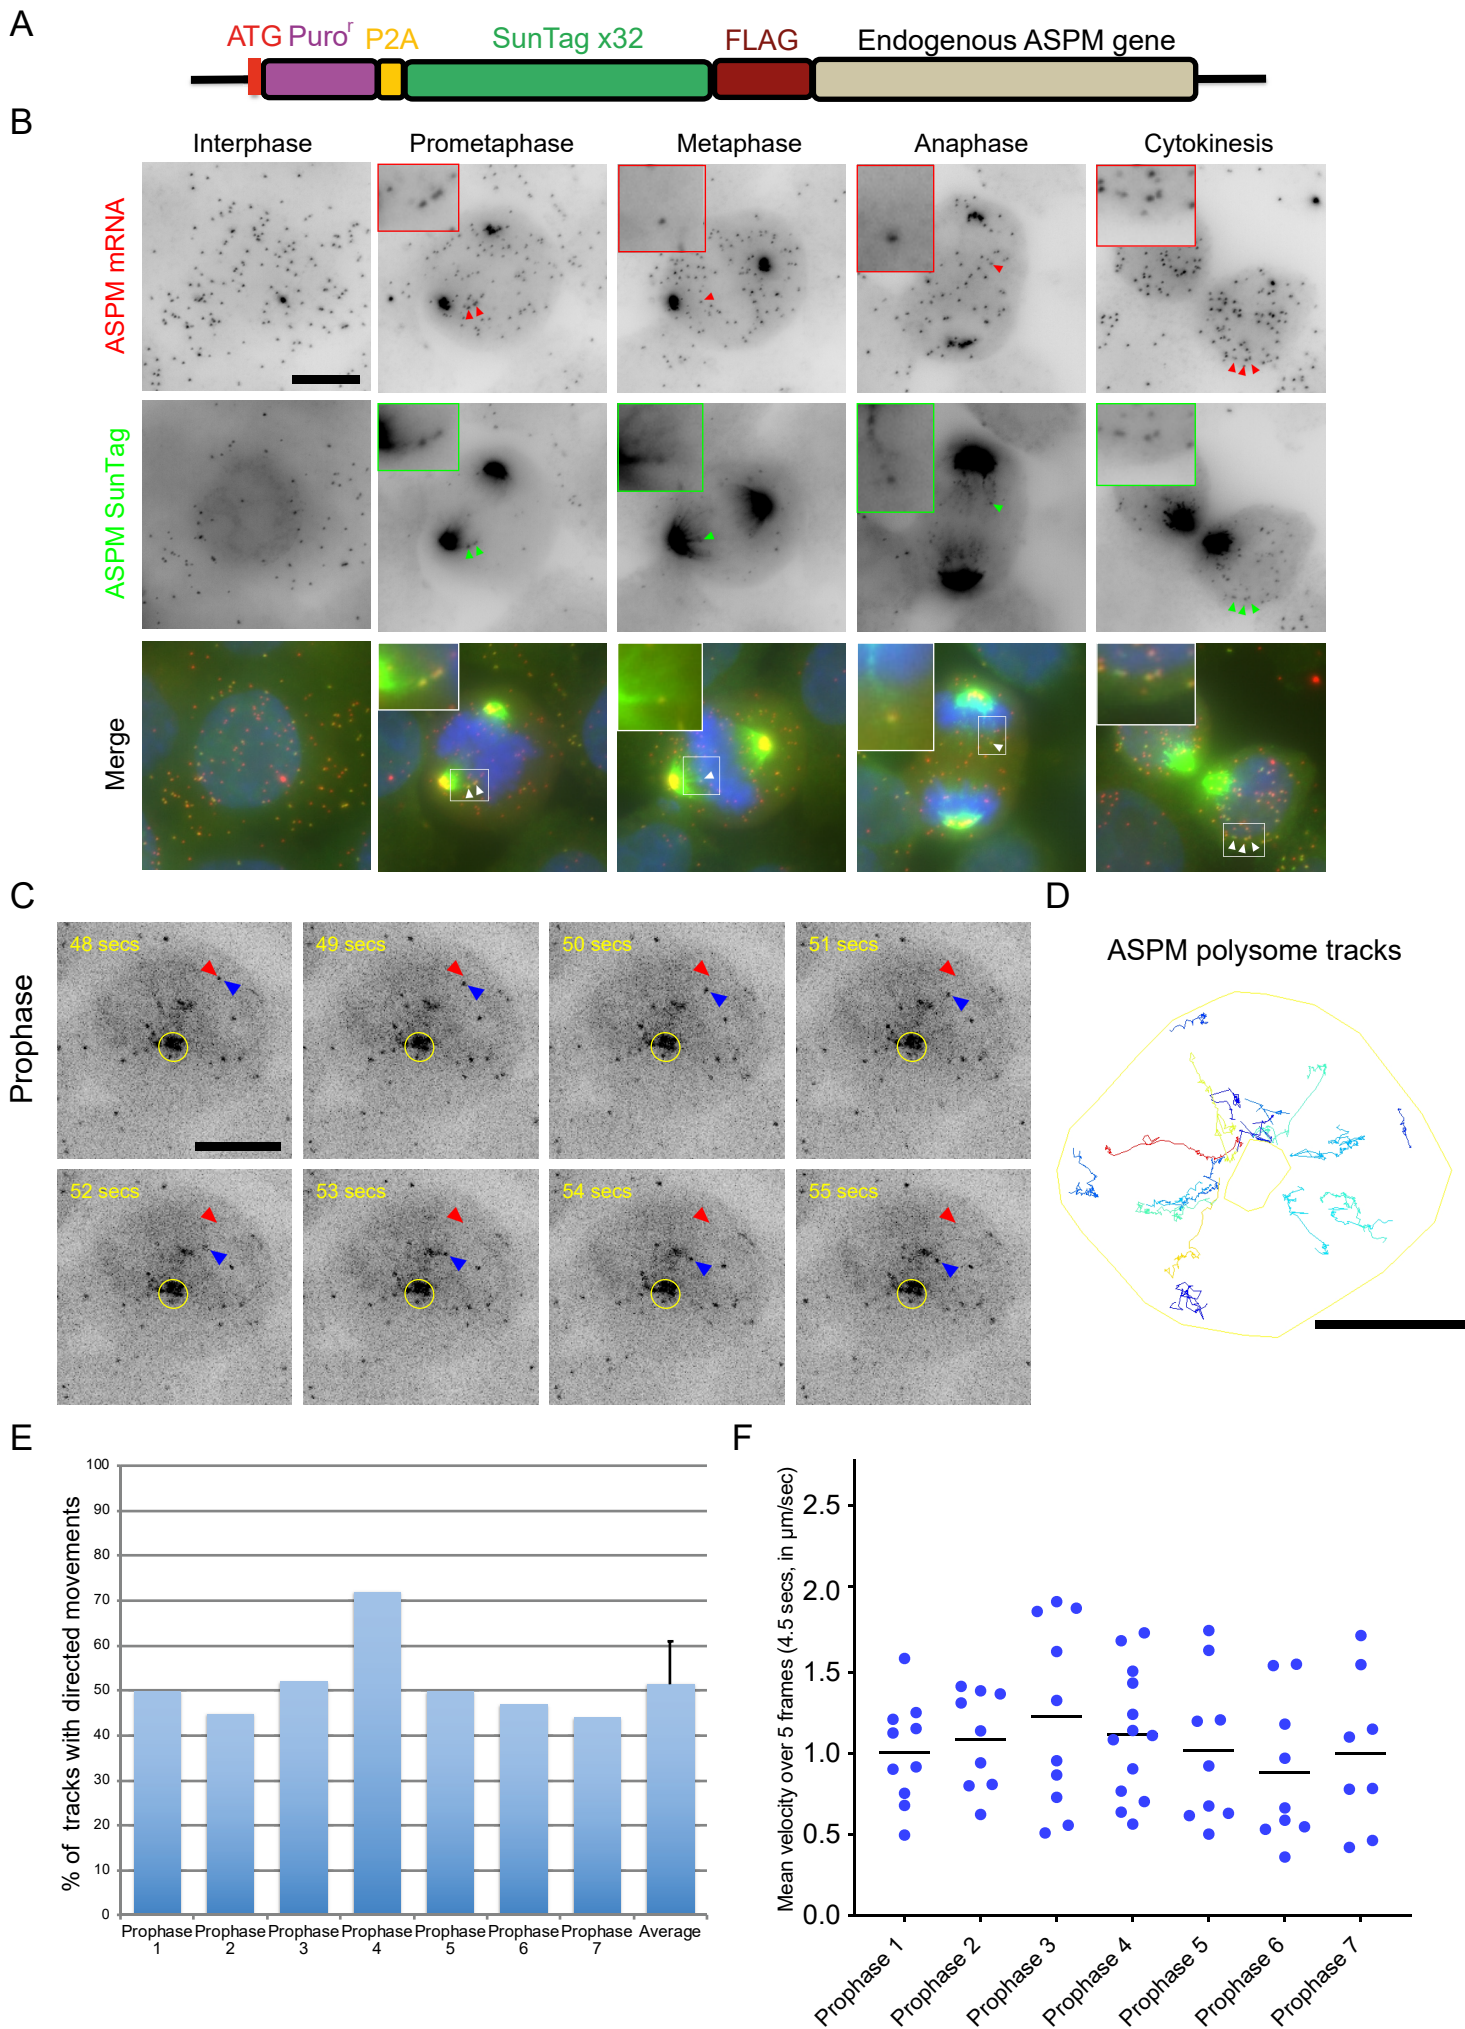 A
ATG Puroʳ P2A SunTag x32 FLAG Endogenous ASPM gene
B
Interphase Prometaphase Metaphase Anaphase Cytokinesis
ASPM mRNA
ASPM SunTag
Merge
C
Prophase
48 secs 49 secs 50 secs 51 secs
52 secs 53 secs 54 secs 55 secs
D
ASPM polysome tracks
E
% of tracks with directed movements
100
90
80
70
60
50
40
30
20
10
0
Prophase Prophase Prophase Prophase Prophase Prophase Prophase Average
1 2 3 4 5 6 7
F
Mean velocity over 5 frames (4.5 secs, in µm/sec)
2.5
2.0
1.5
1.0
0.5
0.0
Prophase 1
Prophase 2
Prophase 3
Prophase 4
Prophase 5
Prophase 6
Prophase 7